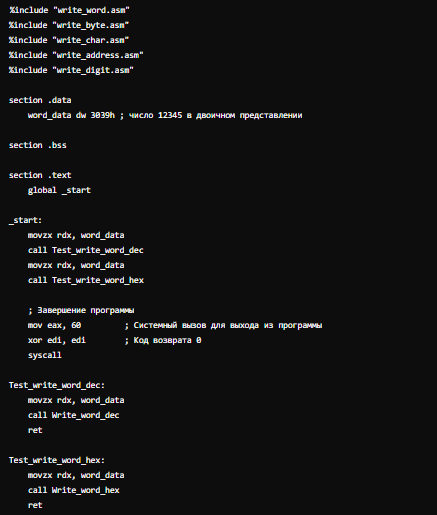 %include "write_word.asm"
%include "write_byte.asm"
%include "write_char.asm"
%include "write_address.asm"
%include "write_digit.asm"

section .data
    word_data dw 3039h ; число 12345 в двоичном представлении

section .bss

section .text
    global _start

_start:
    movzx rdx, word_data
    call Test_write_word_dec
    movzx rdx, word_data
    call Test_write_word_hex

    ; Завершение программы
    mov eax, 60         ; Системный вызов для выхода из программы
    xor edi, edi        ; Код возврата 0
    syscall

Test_write_word_dec:
    movzx rdx, word_data
    call Write_word_dec
    ret

Test_write_word_hex:
    movzx rdx, word_data
    call Write_word_hex
    ret